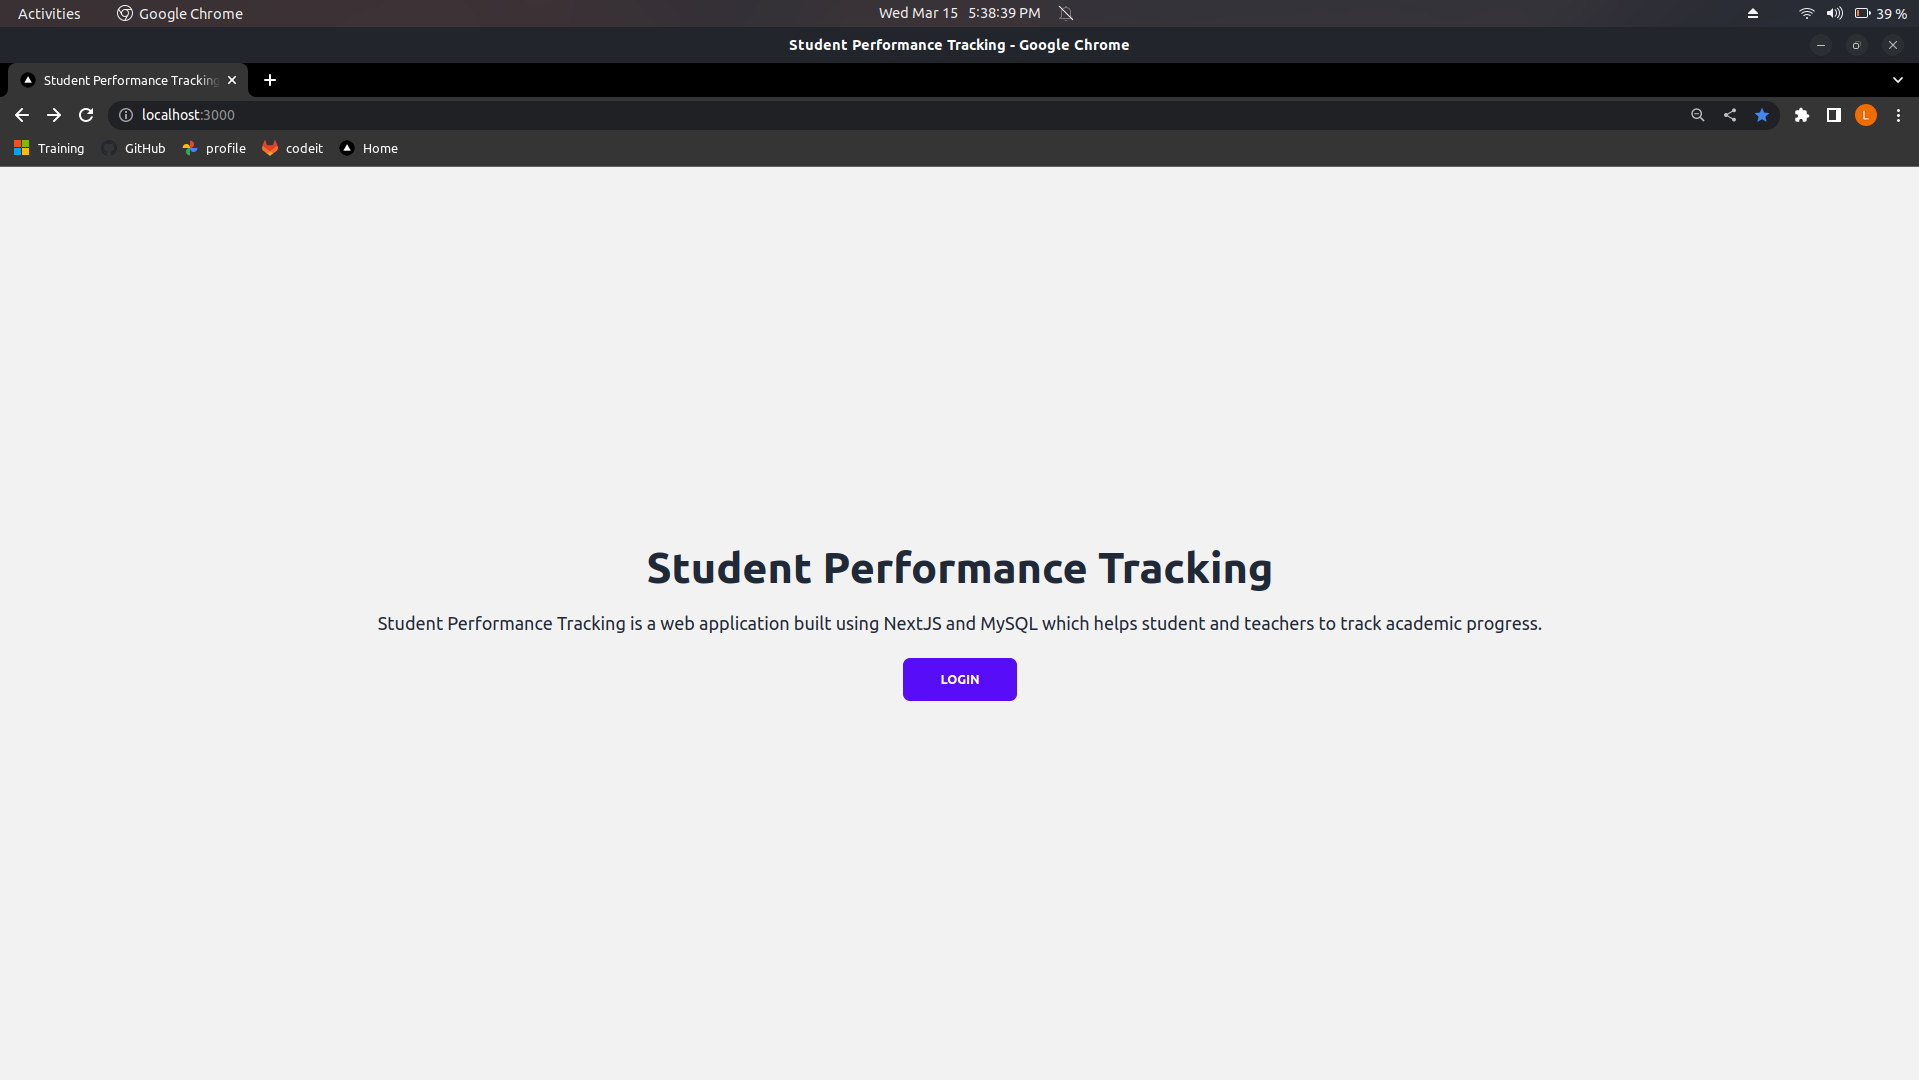 Activities Google Chrome Wed Mar 15 5:38:39 PM 39 %
Student Performance Tracking - Google Chrome
Student Performance Tracking
localhost:3000 L
Training GitHub profile codeit Home
Student Performance Tracking
Student Performance Tracking is a web application built using NextJS and MySQL which helps student and teachers to track academic progress.
LOGIN